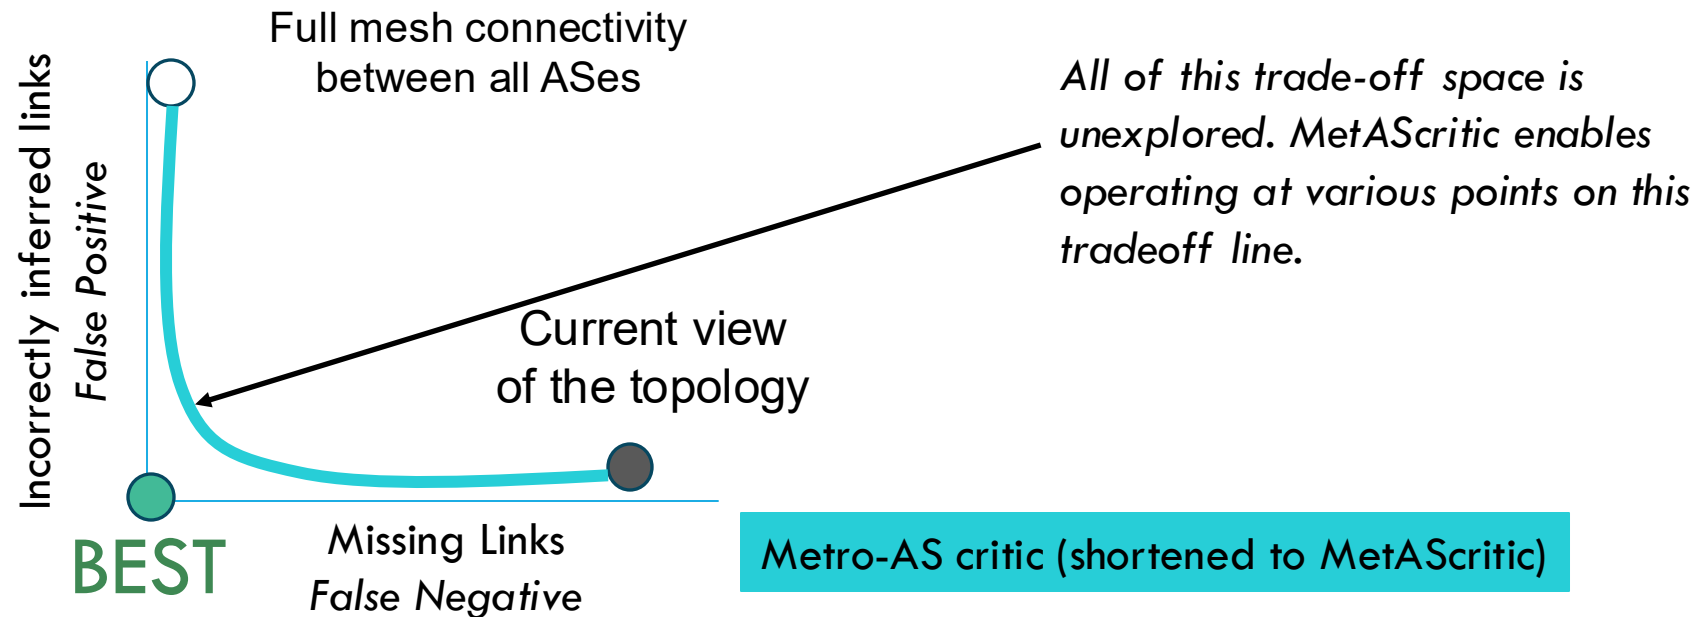 Full mesh connectivity
between all ASes
Incorrectly inferred links
False Positive
All of this trade-off space is
unexplored. MetAScritic enables
operating at various points on this
tradeoff line.
Current view
of the topology
BEST
Missing Links
False Negative
Metro-AS critic (shortened to MetAScritic)